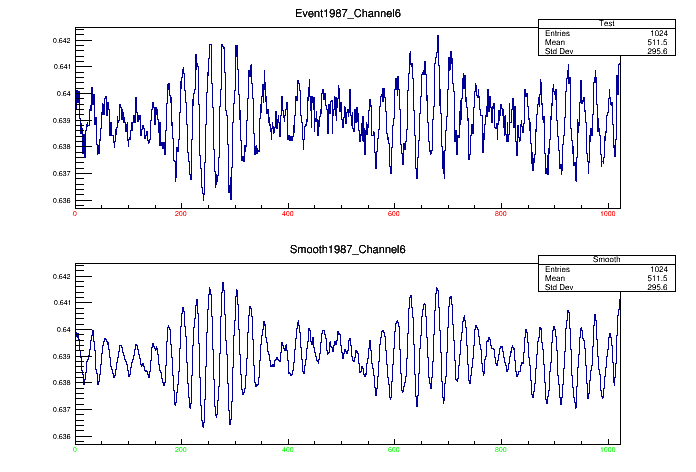 Event1987_Channel6
Test
Entries 1024
Mean 511.5
Std Dev 295.6
0.642
0.641
0.64
0.639
0.638
0.637
0.636
0 200 400 600 800 1000
Smooth1987_Channel6
Smooth
Entries 1024
Mean 511.5
Std Dev 295.6
0.642
0.641
0.64
0.639
0.638
0.637
0.636
0 200 400 600 800 1000